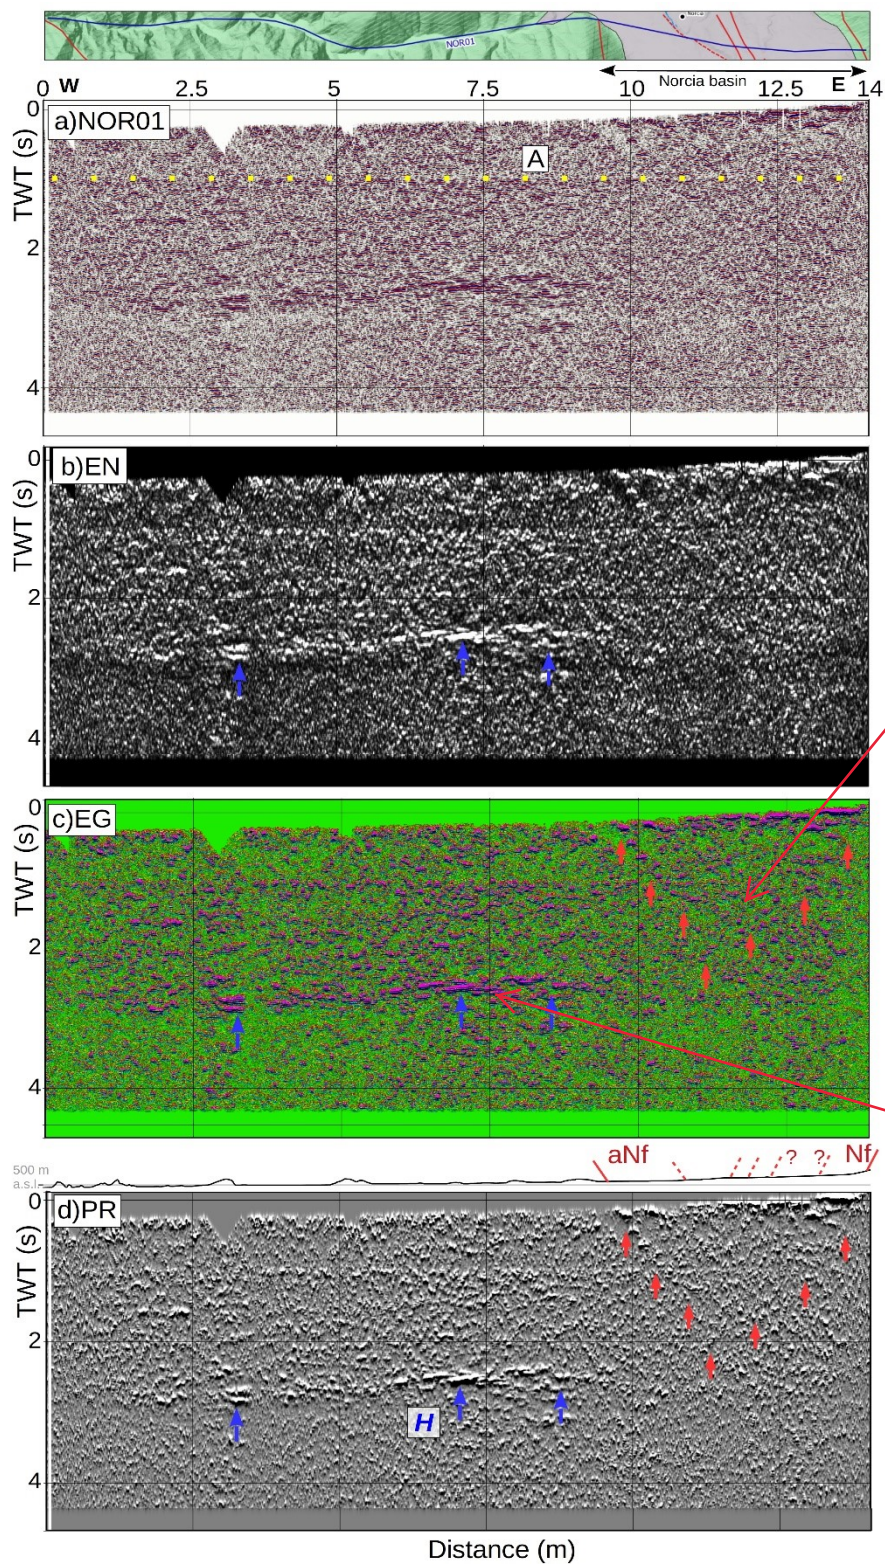 Norcia
NOR01
Norcia basin
0 W 2.5 5 7.5 10 12.5 E 14
a)NOR01
A
TWT (s)
0
2
4
b)EN
TWT (s)
0
2
4
c)EG
TWT (s)
0
2
4
500 m
a.s.l.
aNf ? ? Nf
d)PR
TWT (s)
0
2
4
H
Distance (m)